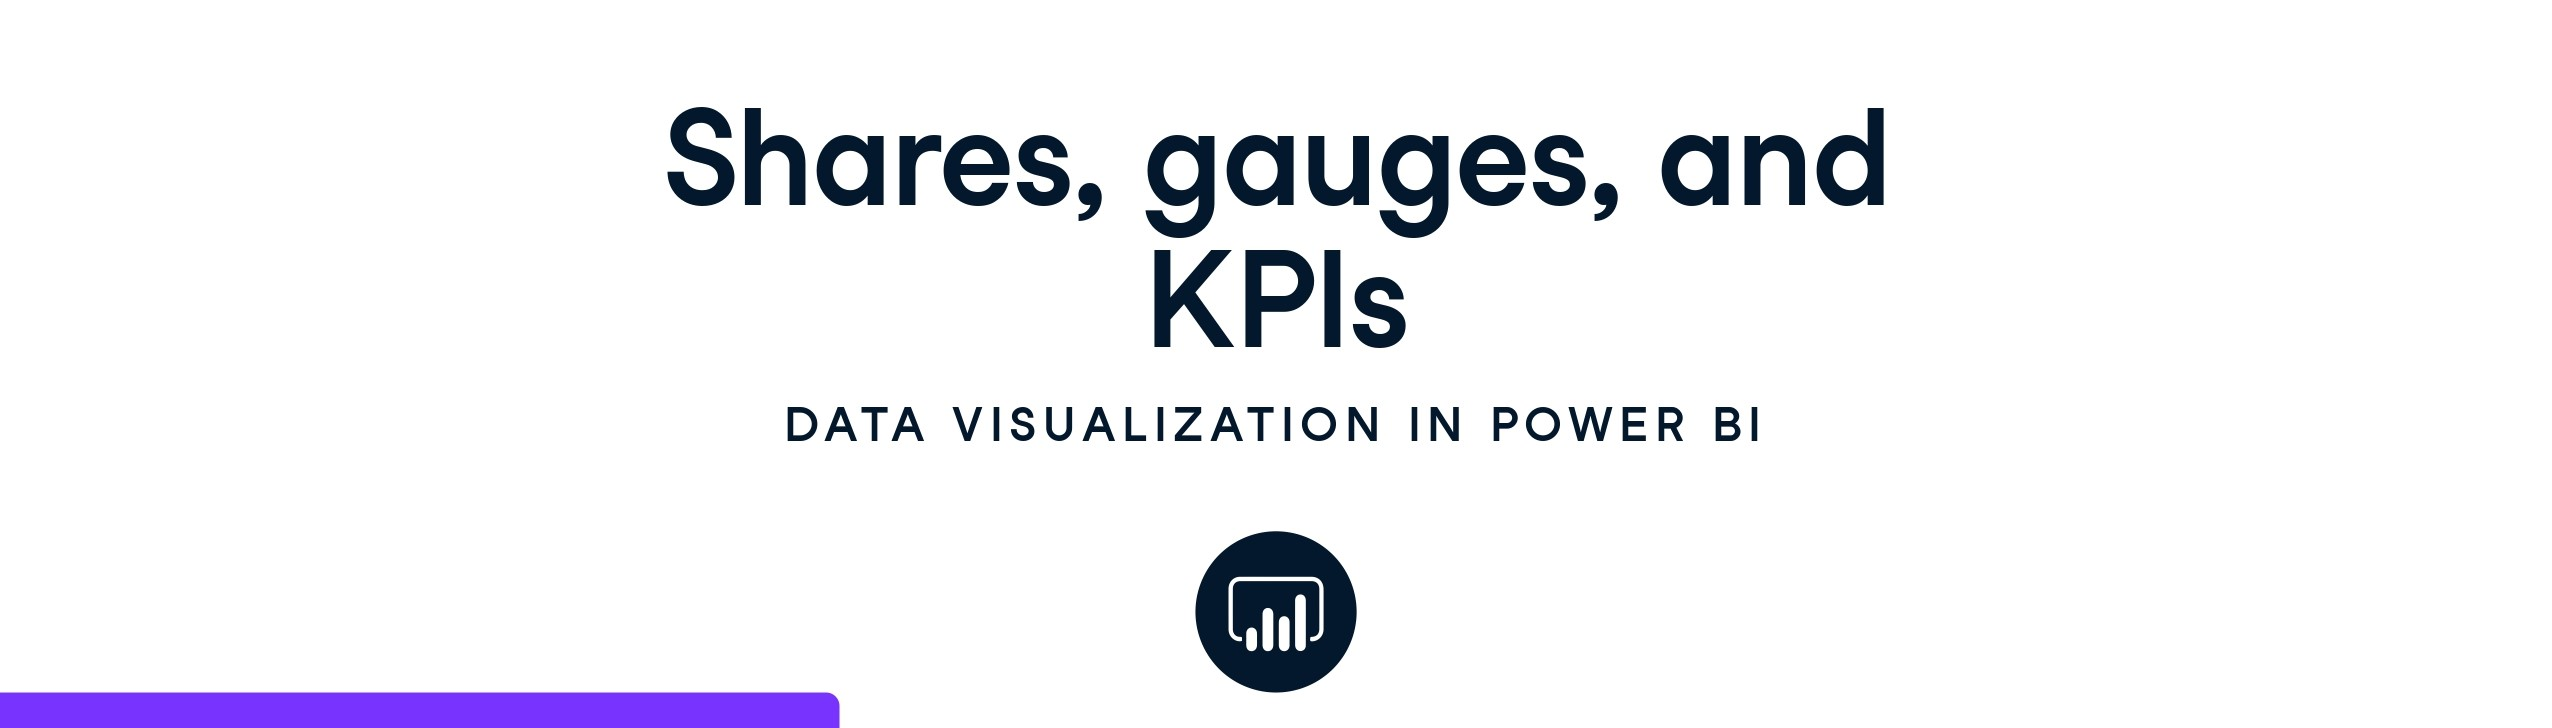 Shares, gauges, and
KPIs
DATA VISUALIZATION IN POWER BI